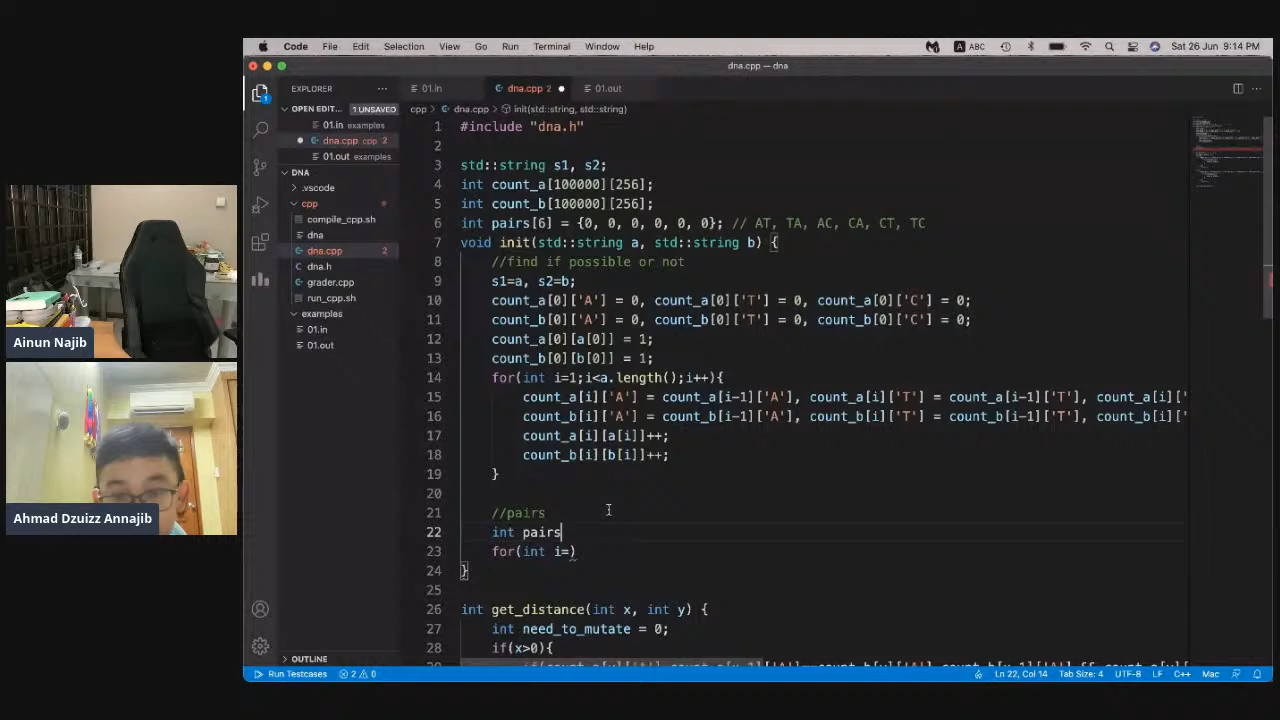 Code File Edit Selection View Go Run Terminal Window Help A ABC Sat 26 Jun 9:14 PM
dna.cpp — dna
EXPLORER ...
01.in
dna.cpp 2
01.out
OPEN EDIT... 1 UNSAVED
01.in examples
dna.cpp cpp 2
01.out examples
DNA
.vscode
cpp
compile_cpp.sh
dna
dna.cpp 2
dna.h
grader.cpp
run_cpp.sh
examples
01.in
01.out
OUTLINE
cpp > dna.cpp > init(std::string, std::string)
1 #include "dna.h"
2
3 std::string s1, s2;
4 int count_a[100000][256];
5 int count_b[100000][256];
6 int pairs[6] = {0, 0, 0, 0, 0, 0}; // AT, TA, AC, CA, CT, TC
7 void init(std::string a, std::string b) {
8 //find if possible or not
9 s1=a, s2=b;
10 count_a[0]['A'] = 0, count_a[0]['T'] = 0, count_a[0]['C'] = 0;
11 count_b[0]['A'] = 0, count_b[0]['T'] = 0, count_b[0]['C'] = 0;
12 count_a[0][a[0]] = 1;
13 count_b[0][b[0]] = 1;
14 for(int i=1;i<a.length();i++){
15 count_a[i]['A'] = count_a[i-1]['A'], count_a[i]['T'] = count_a[i-1]['T'], count_a[i]['
16 count_b[i]['A'] = count_b[i-1]['A'], count_b[i]['T'] = count_b[i-1]['T'], count_b[i]['
17 count_a[i][a[i]]++;
18 count_b[i][b[i]]++;
19 }
20
21 //pairs
22 int pairs
23 for(int i=)
24 }
25
26 int get_distance(int x, int y) {
27 int need_to_mutate = 0;
28 if(x>0){
Ainun Najib
Ahmad Dzuizz Annajib
1
Run Testcases 2 0 Ln 22, Col 14 Tab Size: 4 UTF-8 LF C++ Mac